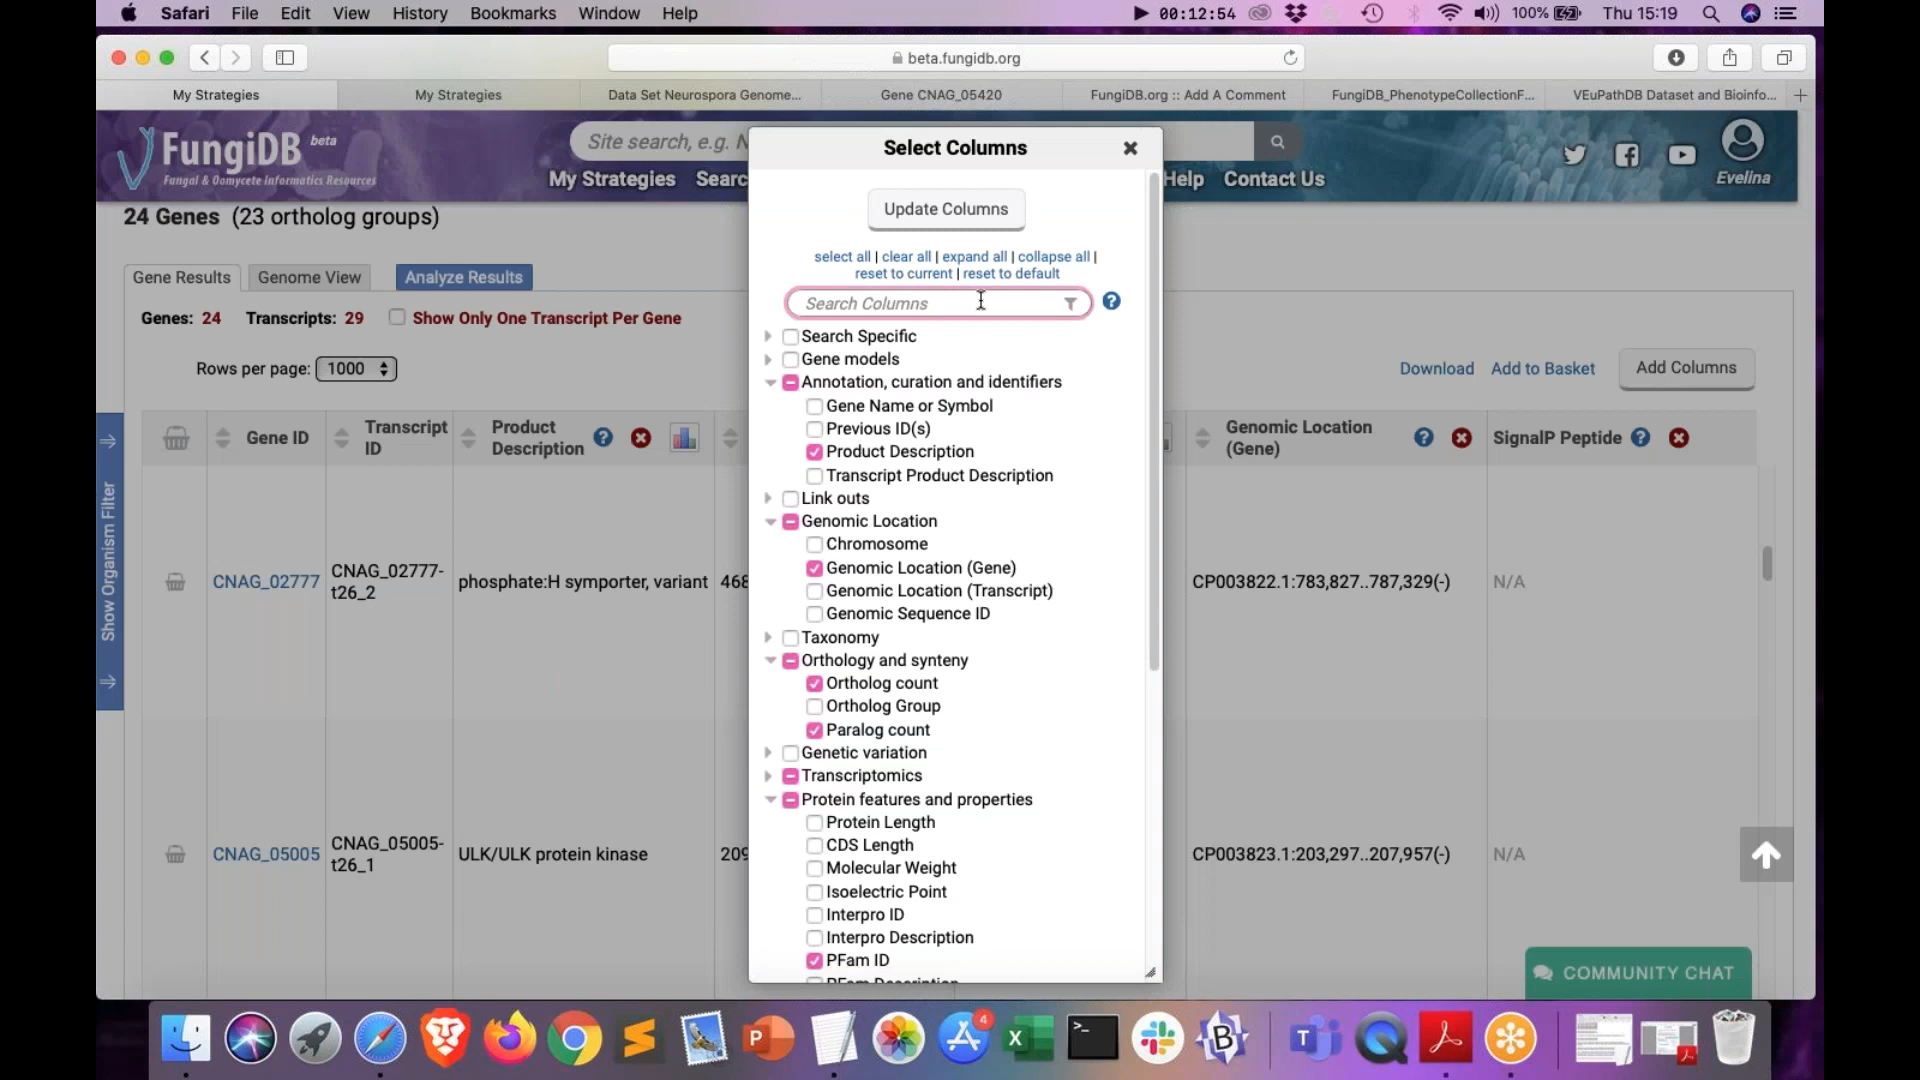 Safari File Edit View History Bookmarks Window Help 00:12:54 100% Thu 15:19
beta.fungidb.org
My Strategies My Strategies Data Set Neurospora Genome... Gene CNAG_05420 FungiDB.org :: Add A Comment FungiDB_PhenotypeCollectionF... VEuPathDB Dataset and Bioinfo...
FungiDB beta
Fungal & Oomycete Informatics Resources
Site search, e.g. N
My Strategies Searc Help Contact Us
Evelina
24 Genes (23 ortholog groups)
Gene Results Genome View Analyze Results
Genes: 24 Transcripts: 29 Show Only One Transcript Per Gene
Rows per page: 1000 Download Add to Basket Add Columns
Gene ID Transcript ID Product Description Genomic Location (Gene) SignalP Peptide
CNAG_02777 CNAG_02777-t26_2 phosphate:H symporter, variant 468 CP003822.1:783,827..787,329(-) N/A
CNAG_05005 CNAG_05005-t26_1 ULK/ULK protein kinase 209 CP003823.1:203,297..207,957(-) N/A
Show Organism Filter
Select Columns
Update Columns
select all | clear all | expand all | collapse all |
reset to current | reset to default
Search Columns
Search Specific
Gene models
Annotation, curation and identifiers
Gene Name or Symbol
Previous ID(s)
Product Description
Transcript Product Description
Link outs
Genomic Location
Chromosome
Genomic Location (Gene)
Genomic Location (Transcript)
Genomic Sequence ID
Taxonomy
Orthology and synteny
Ortholog count
Ortholog Group
Paralog count
Genetic variation
Transcriptomics
Protein features and properties
Protein Length
CDS Length
Molecular Weight
Isoelectric Point
Interpro ID
Interpro Description
PFam ID
PFam Description
COMMUNITY CHAT
4